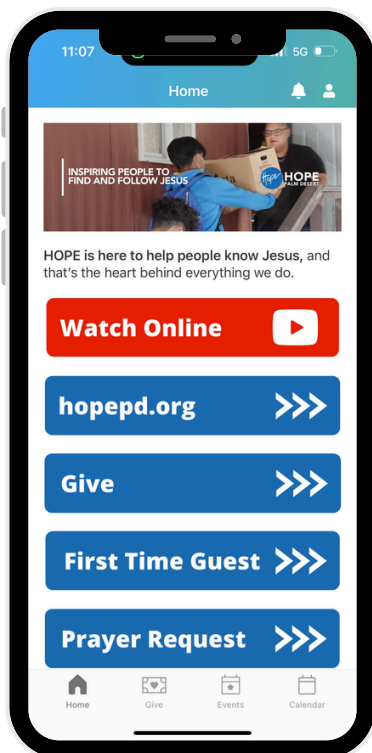 11:07
5G
Home
INSPIRING PEOPLE TO
FIND AND FOLLOW JESUS
Hope
HOPE
PALM DESERT
HOPE is here to help people know Jesus, and
that's the heart behind everything we do.
Watch Online
hopepd.org
Give
First Time Guest
Prayer Request
Home
Give
Events
Calendar